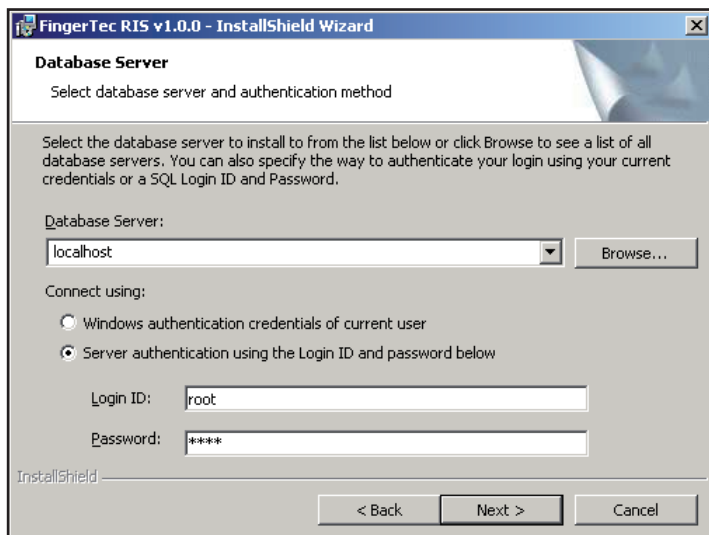 FingerTec RIS v1.0.0 - InstallShield Wizard
Database Server
Select database server and authentication method
Select the database server to install to from the list below or click Browse to see a list of all
database servers. You can also specify the way to authenticate your login using your current
credentials or a SQL Login ID and Password.
Database Server:
localhost
Browse...
Connect using:
Windows authentication credentials of current user
Server authentication using the Login ID and password below
Login ID:
root
Password:
****
InstallShield
< Back
Next >
Cancel